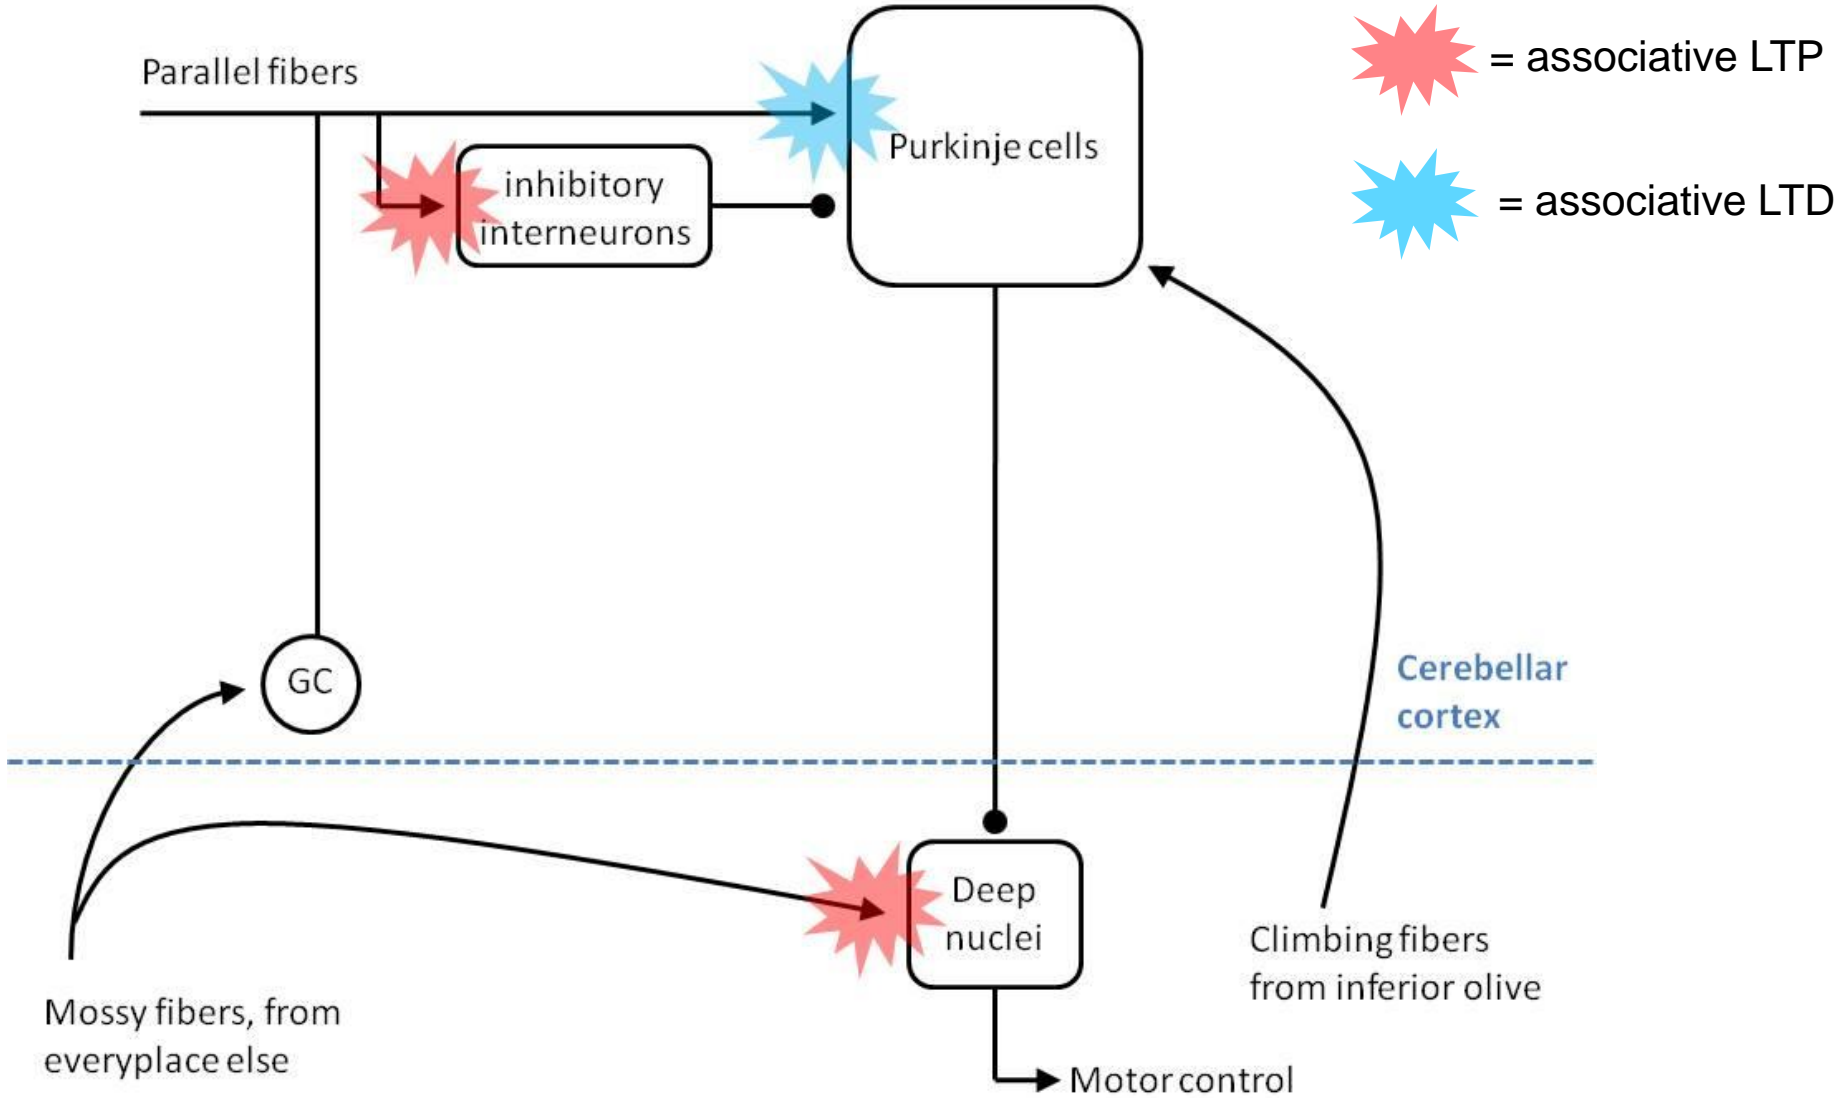 Parallel fibers
inhibitory
interneurons
Purkinje cells
= associative LTP
= associative LTD
GC
Cerebellar
cortex
Deep
nuclei
Climbing fibers
from inferior olive
Mossy fibers, from
everyplace else
Motor control